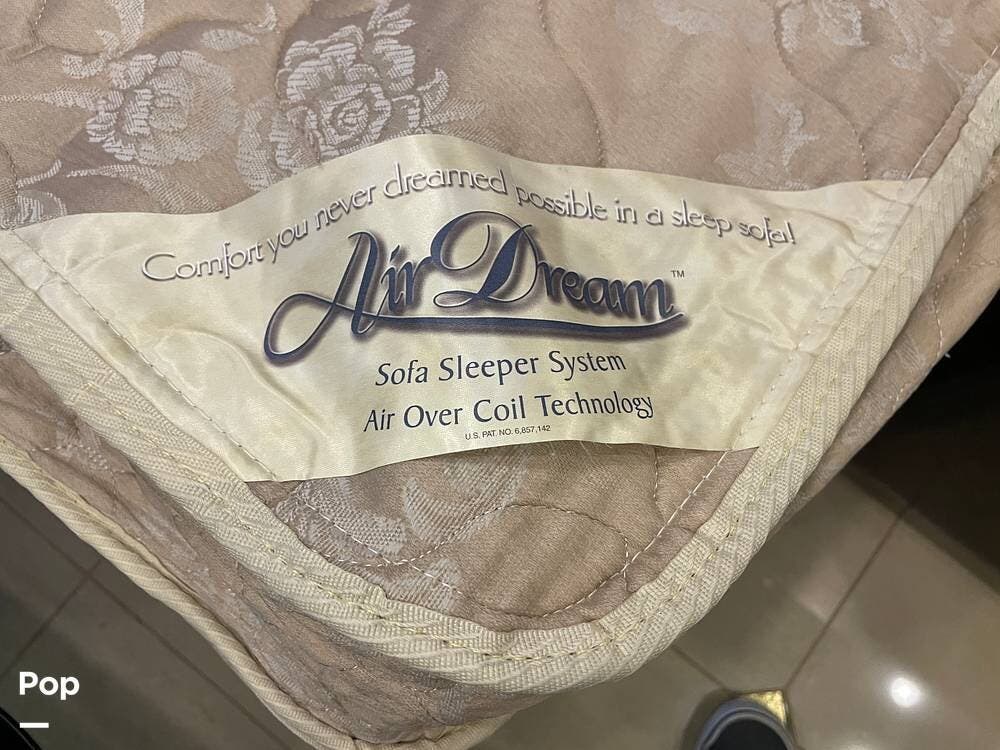 Comfort you never dreamed possible in a sleep sofa!
Air Dream™
Sofa Sleeper System
Air Over Coil Technology
U.S. PAT. NO. 6,857,142
Pop